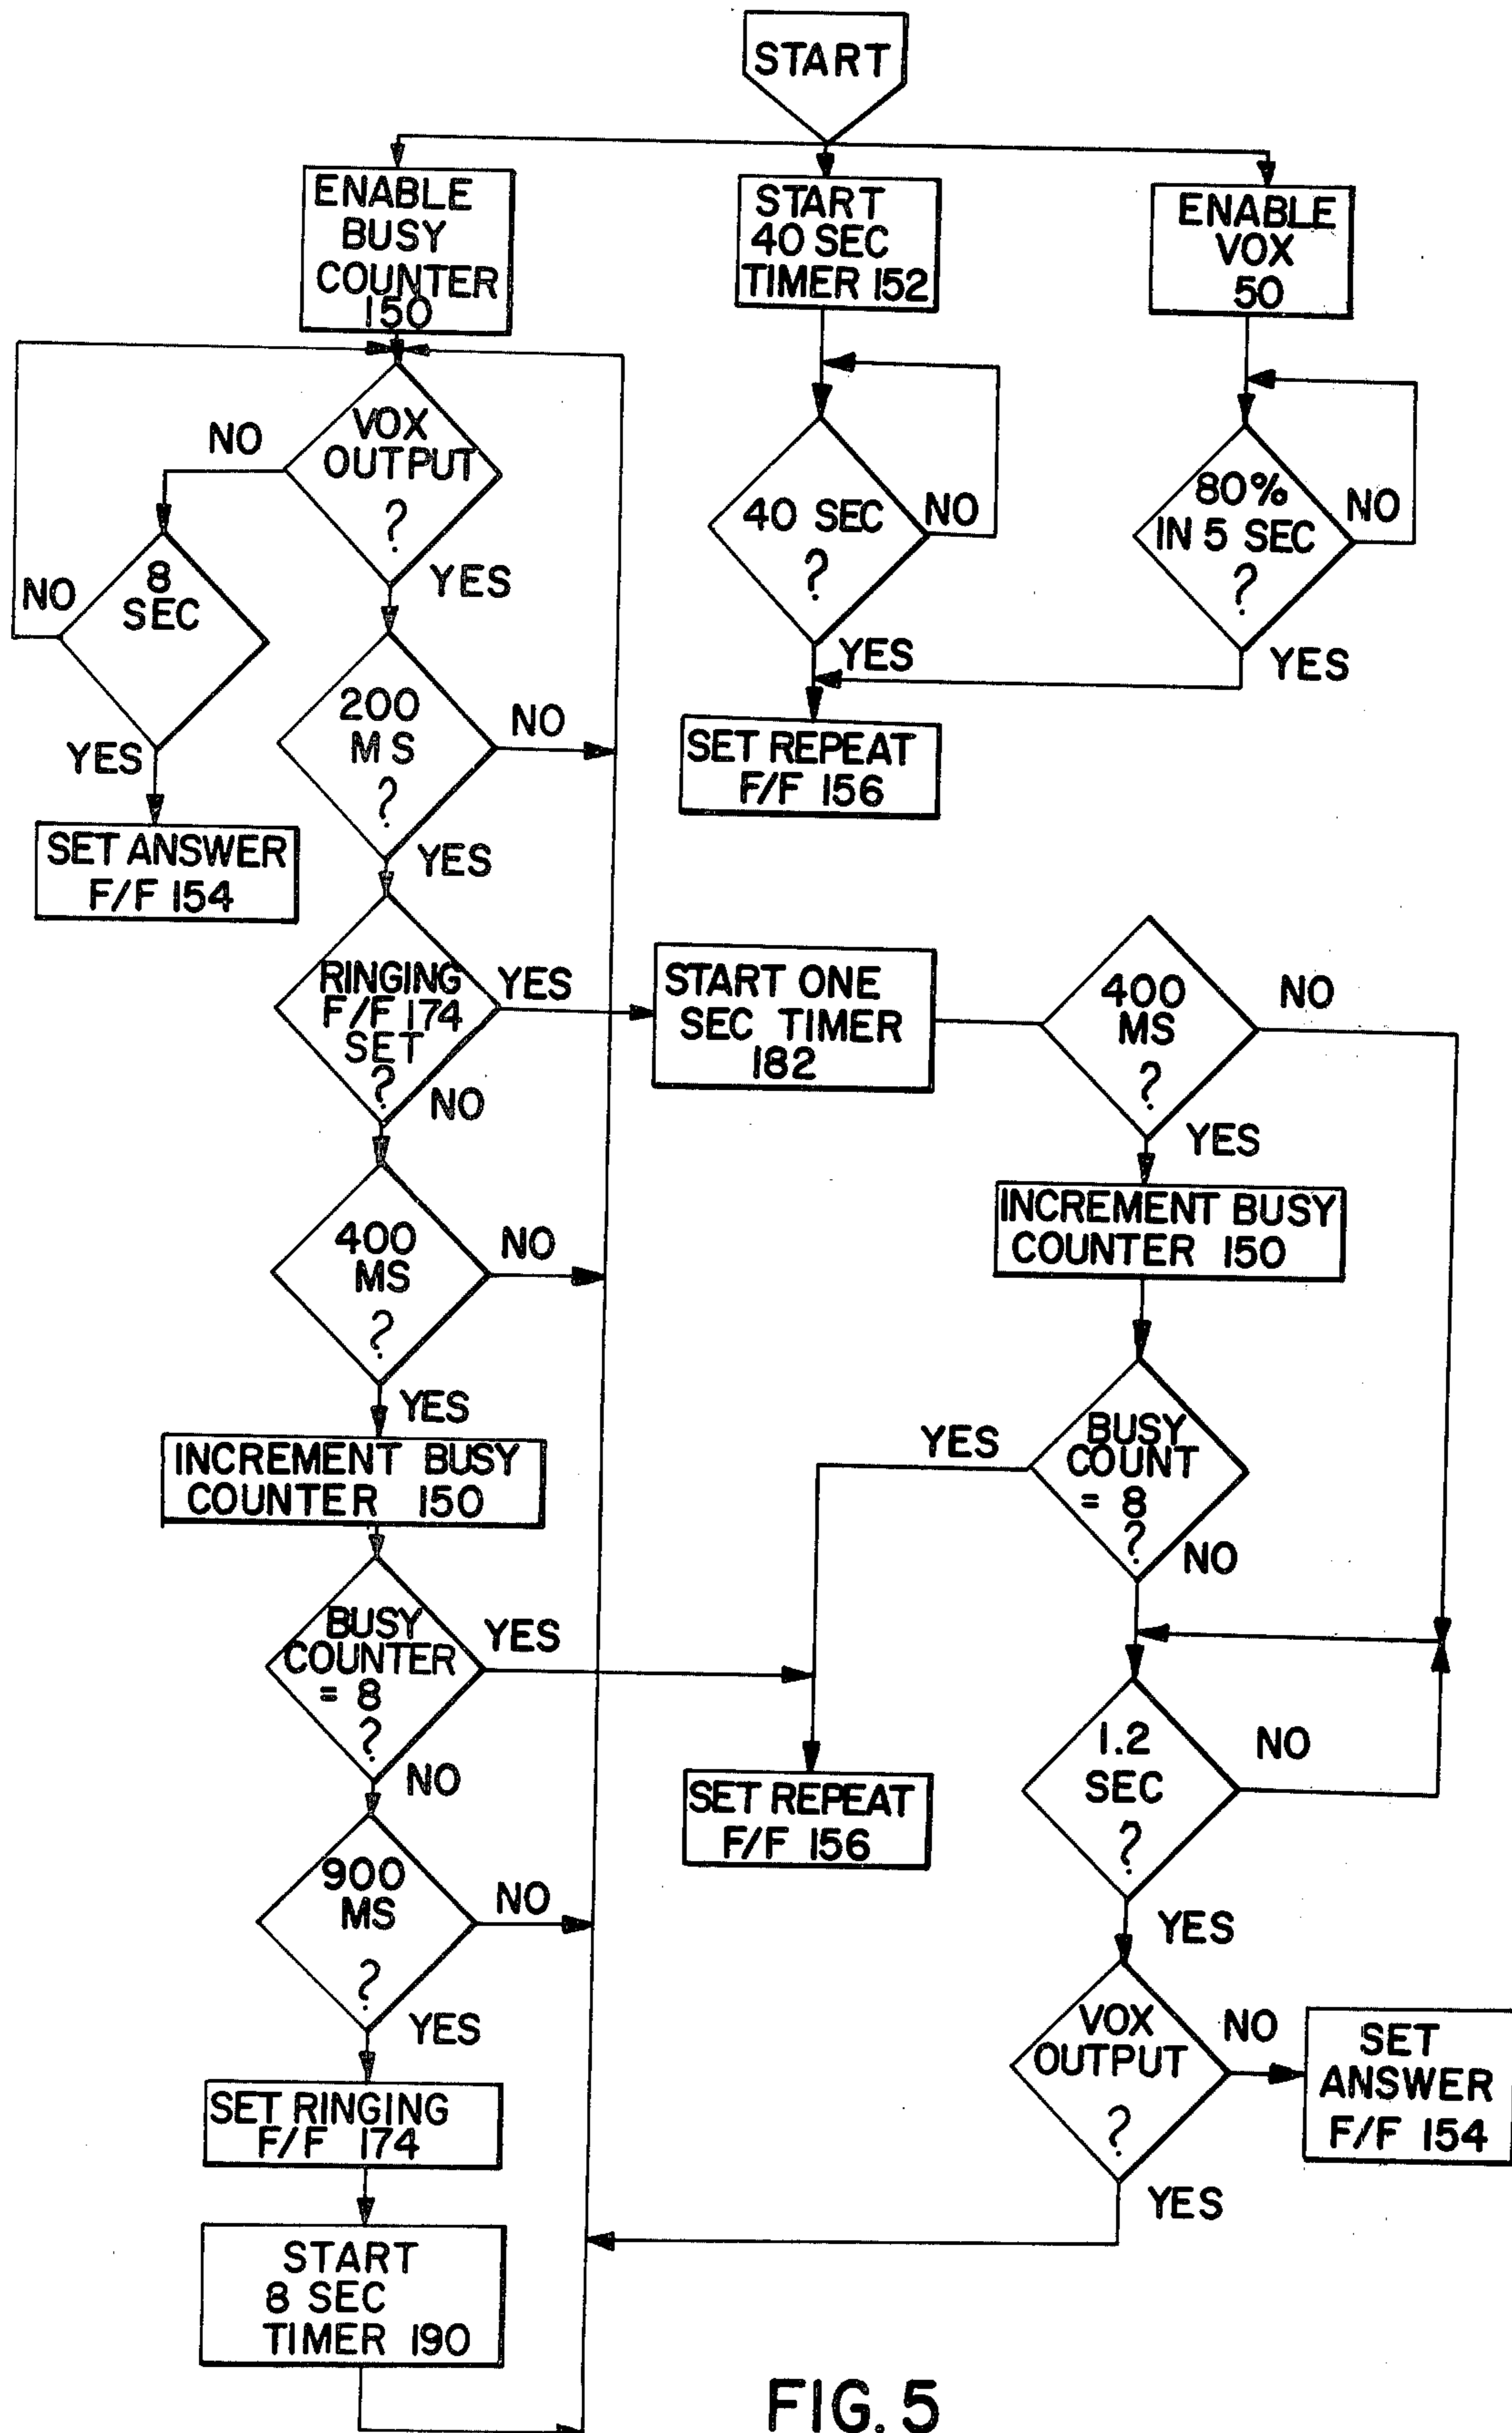 START
ENABLE
BUSY
COUNTER
150
START
40 SEC
TIMER 152
ENABLE
VOX
50
VOX
OUTPUT
?
NO
YES
8
SEC
NO
YES
SET ANSWER
F/F 154
40 SEC
?
NO
YES
80%
IN 5 SEC
?
NO
YES
SET REPEAT
F/F 156
200
MS
?
NO
YES
RINGING
F/F 174
SET
?
YES
NO
START ONE
SEC TIMER
182
400
MS
?
NO
YES
INCREMENT BUSY
COUNTER 150
400
MS
?
NO
YES
INCREMENT BUSY
COUNTER 150
BUSY
COUNT
= 8
?
YES
NO
BUSY
COUNTER
= 8
?
YES
NO
SET REPEAT
F/F 156
1.2
SEC
?
NO
YES
900
MS
?
NO
YES
VOX
OUTPUT
?
NO
YES
SET
ANSWER
F/F 154
SET RINGING
F/F 174
START
8 SEC
TIMER 190
FIG. 5